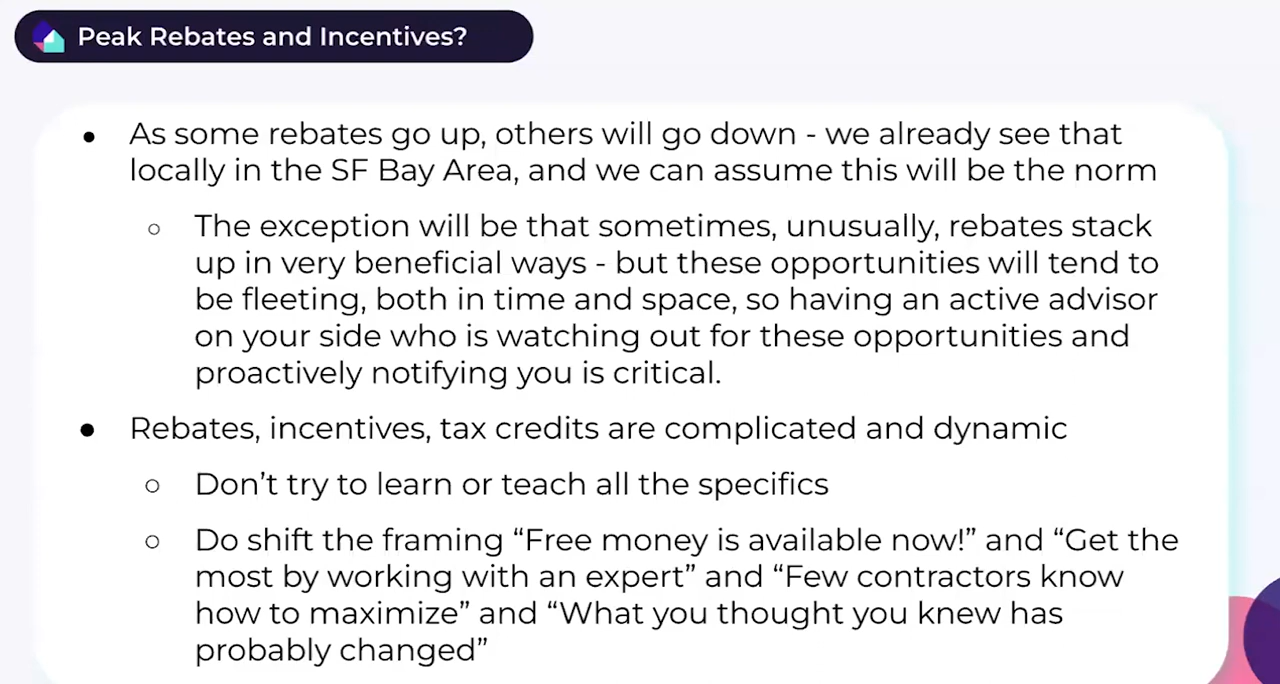 Peak Rebates and Incentives?
● As some rebates go up, others will go down - we already see that
locally in the SF Bay Area, and we can assume this will be the norm
○ The exception will be that sometimes, unusually, rebates stack
up in very beneficial ways - but these opportunities will tend to
be fleeting, both in time and space, so having an active advisor
on your side who is watching out for these opportunities and
proactively notifying you is critical.
● Rebates, incentives, tax credits are complicated and dynamic
○ Don’t try to learn or teach all the specifics
○ Do shift the framing “Free money is available now!” and “Get the
most by working with an expert” and “Few contractors know
how to maximize” and “What you thought you knew has
probably changed”